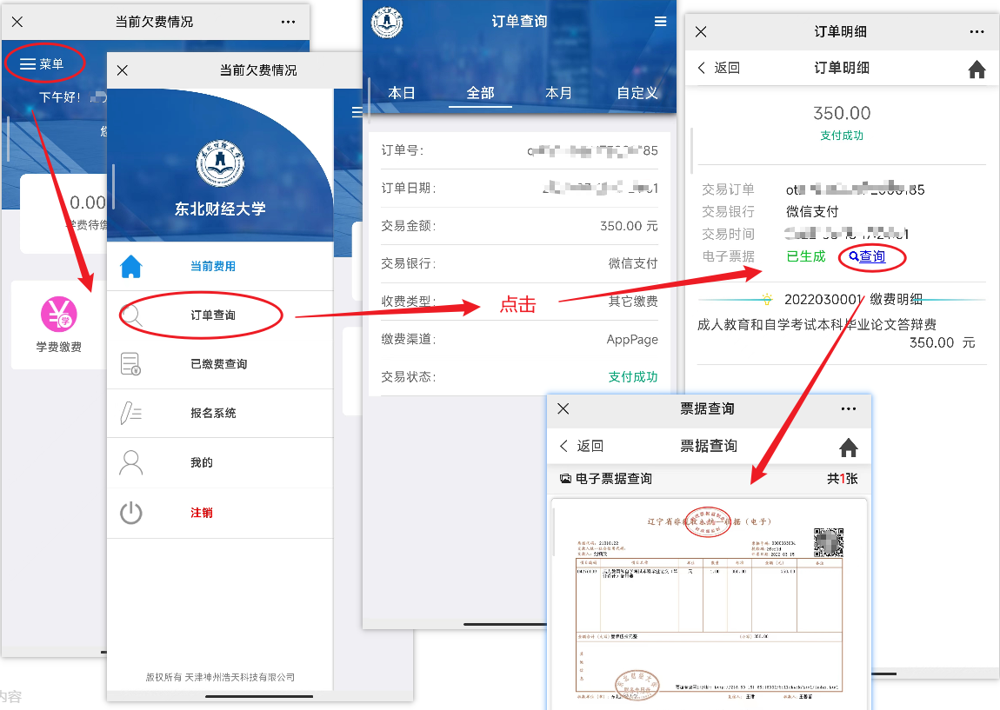 当前欠费情况
菜单
下午好！
0.00
学费待缴
学费缴费
当前欠费情况
东北财经大学
当前费用
订单查询
已缴费查询
报名系统
我的
注销
版权所有 天津神州浩天科技有限公司
订单查询
本日 全部 本月 自定义
订单号：
订单日期：
交易金额： 350.00 元
交易银行： 微信支付
收费类型： 其它缴费
缴费渠道： AppPage
交易状态： 支付成功
点击
订单明细
返回 订单明细
350.00
支付成功
交易订单
交易银行 微信支付
交易时间
电子票据 已生成 查询
2022030001 缴费明细
成人教育和自学考试本科毕业论文答辩费
350.00 元
票据查询
返回 票据查询
电子票据查询 共1张
内容